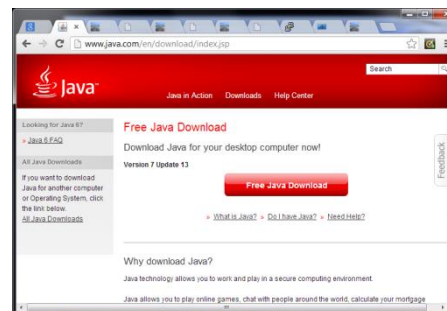 www.java.com/en/download/index.jsp
Search
Java
Java in Action Downloads Help Center
Looking for Java 6?
» Java 6 FAQ
All Java Downloads
If you want to download
Java for another computer
or Operating System, click
the link below.
All Java Downloads
Free Java Download
Download Java for your desktop computer now!
Version 7 Update 13
Free Java Download
» What is Java? » Do I have Java? » Need Help?
Why download Java?
Java technology allows you to work and play in a secure computing environment.
Java allows you to play online games, chat with people around the world, calculate your mortgage
Feedback